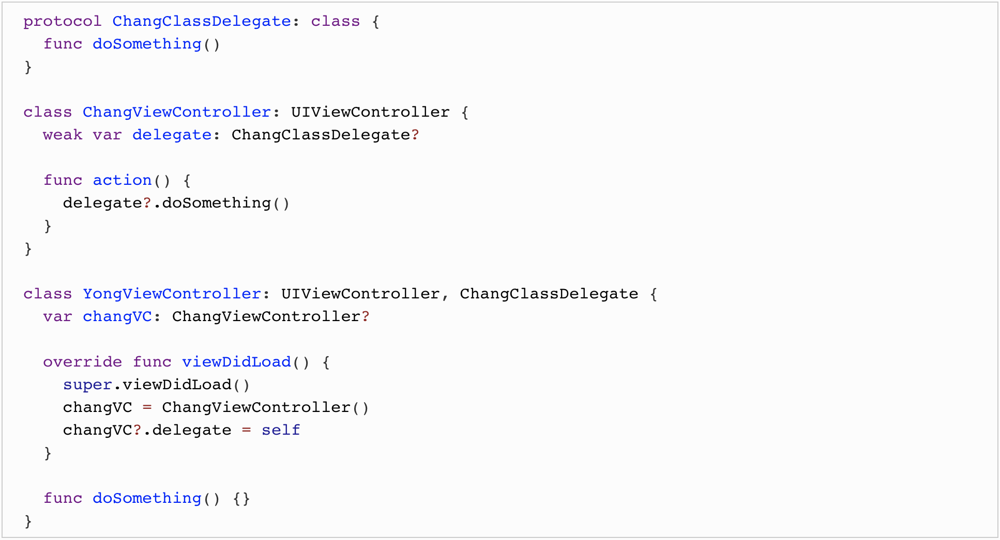 protocol ChangClassDelegate: class {
  func doSomething()
}

class ChangViewController: UIViewController {
  weak var delegate: ChangClassDelegate?

  func action() {
    delegate?.doSomething()
  }
}

class YongViewController: UIViewController, ChangClassDelegate {
  var changVC: ChangViewController?

  override func viewDidLoad() {
    super.viewDidLoad()
    changVC = ChangViewController()
    changVC?.delegate = self
  }

  func doSomething() {}
}